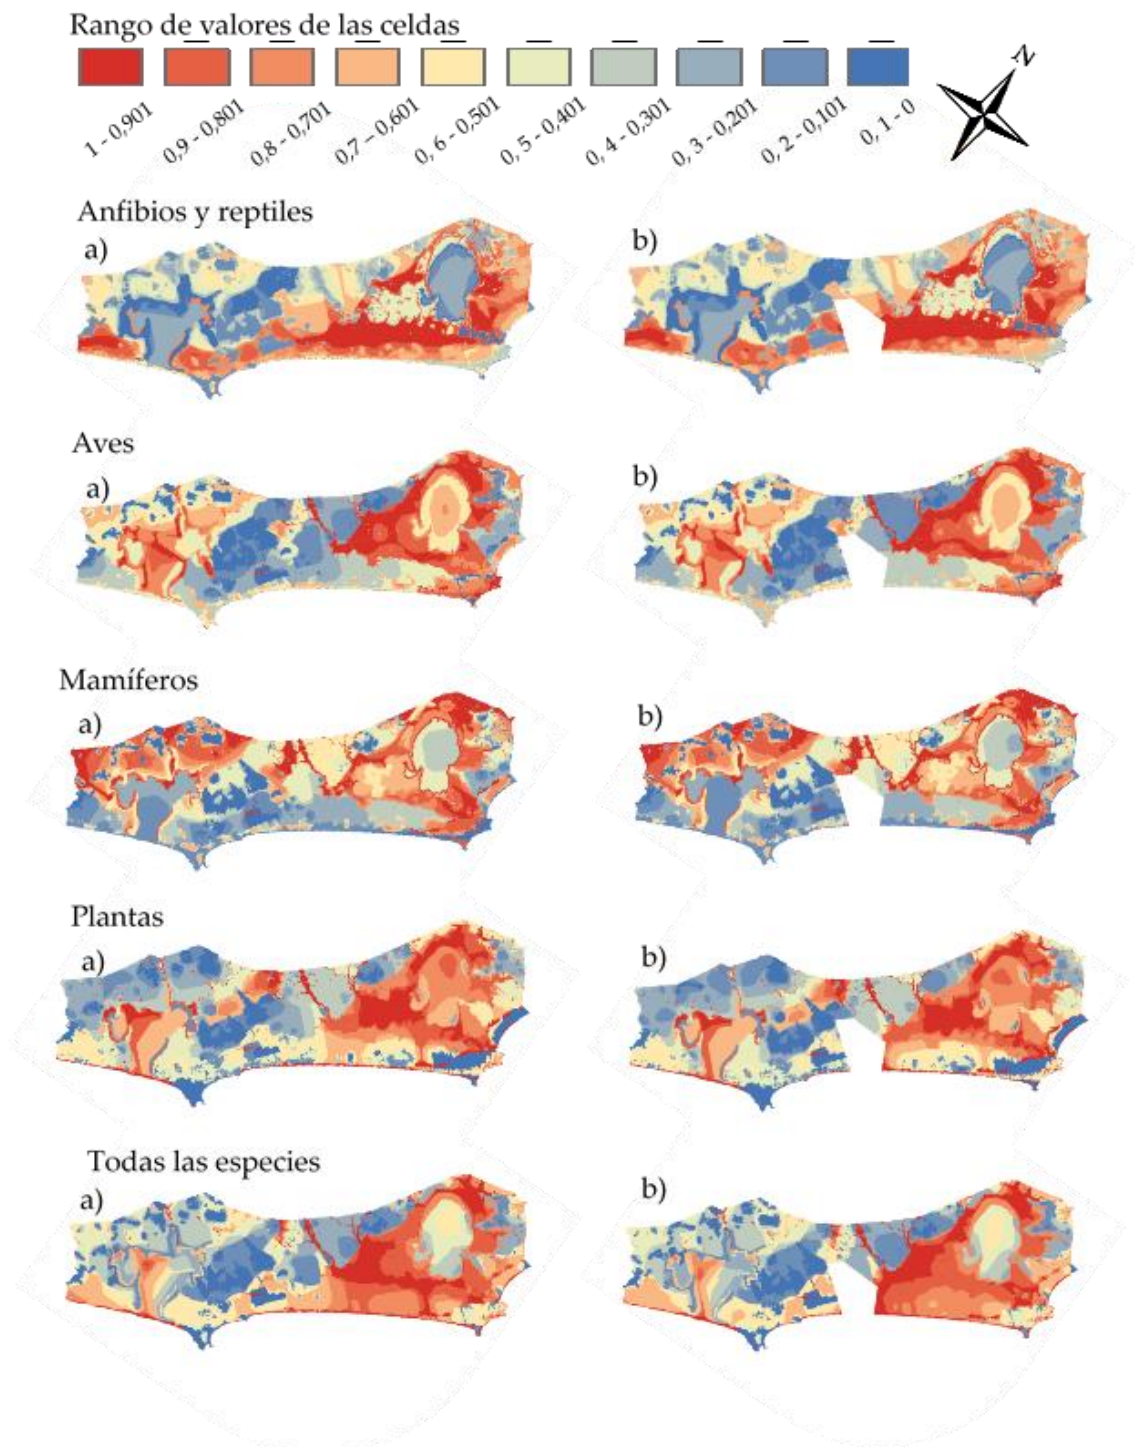 Rango de valores de las celdas
1 - 0,901
0,9 - 0,801
0,8 - 0,701
0,7 - 0,601
0, 6 - 0,501
0, 5 - 0,401
0, 4 - 0,301
0, 3 - 0,201
0, 2 - 0,101
0, 1 - 0
N
Anfibios y reptiles
a)
b)
Aves
a)
b)
Mamíferos
a)
b)
Plantas
a)
b)
Todas las especies
a)
b)